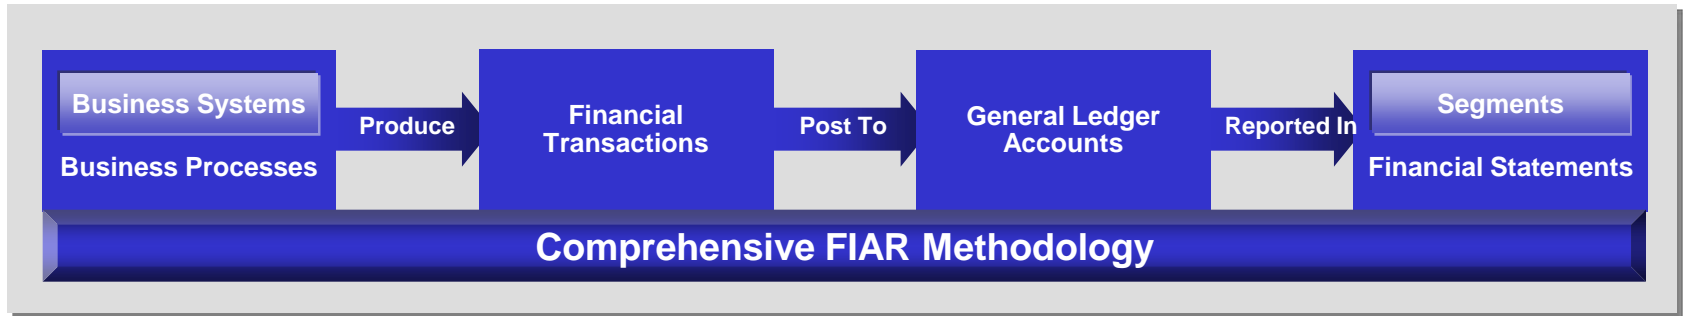 Business Systems
Business Processes
Produce
Financial
Transactions
Post To
General Ledger
Accounts
Reported In
Segments
Financial Statements
Comprehensive FIAR Methodology